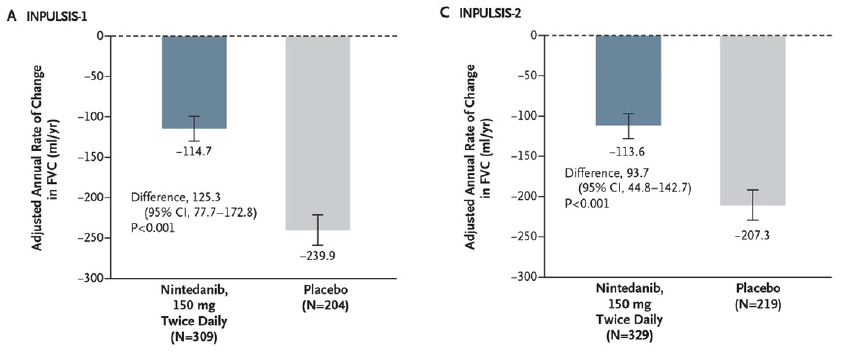 A INPULSIS-1
Adjusted Annual Rate of Change
in FVC (ml/yr)
0
−50
−100
−150
−200
−250
−300
−114.7
−239.9
Difference, 125.3
(95% CI, 77.7–172.8)
P<0.001
Nintedanib,
150 mg
Twice Daily
(N=309)
Placebo
(N=204)
C INPULSIS-2
Adjusted Annual Rate of Change
in FVC (ml/yr)
0
−50
−100
−150
−200
−250
−300
−113.6
−207.3
Difference, 93.7
(95% CI, 44.8–142.7)
P<0.001
Nintedanib,
150 mg
Twice Daily
(N=329)
Placebo
(N=219)